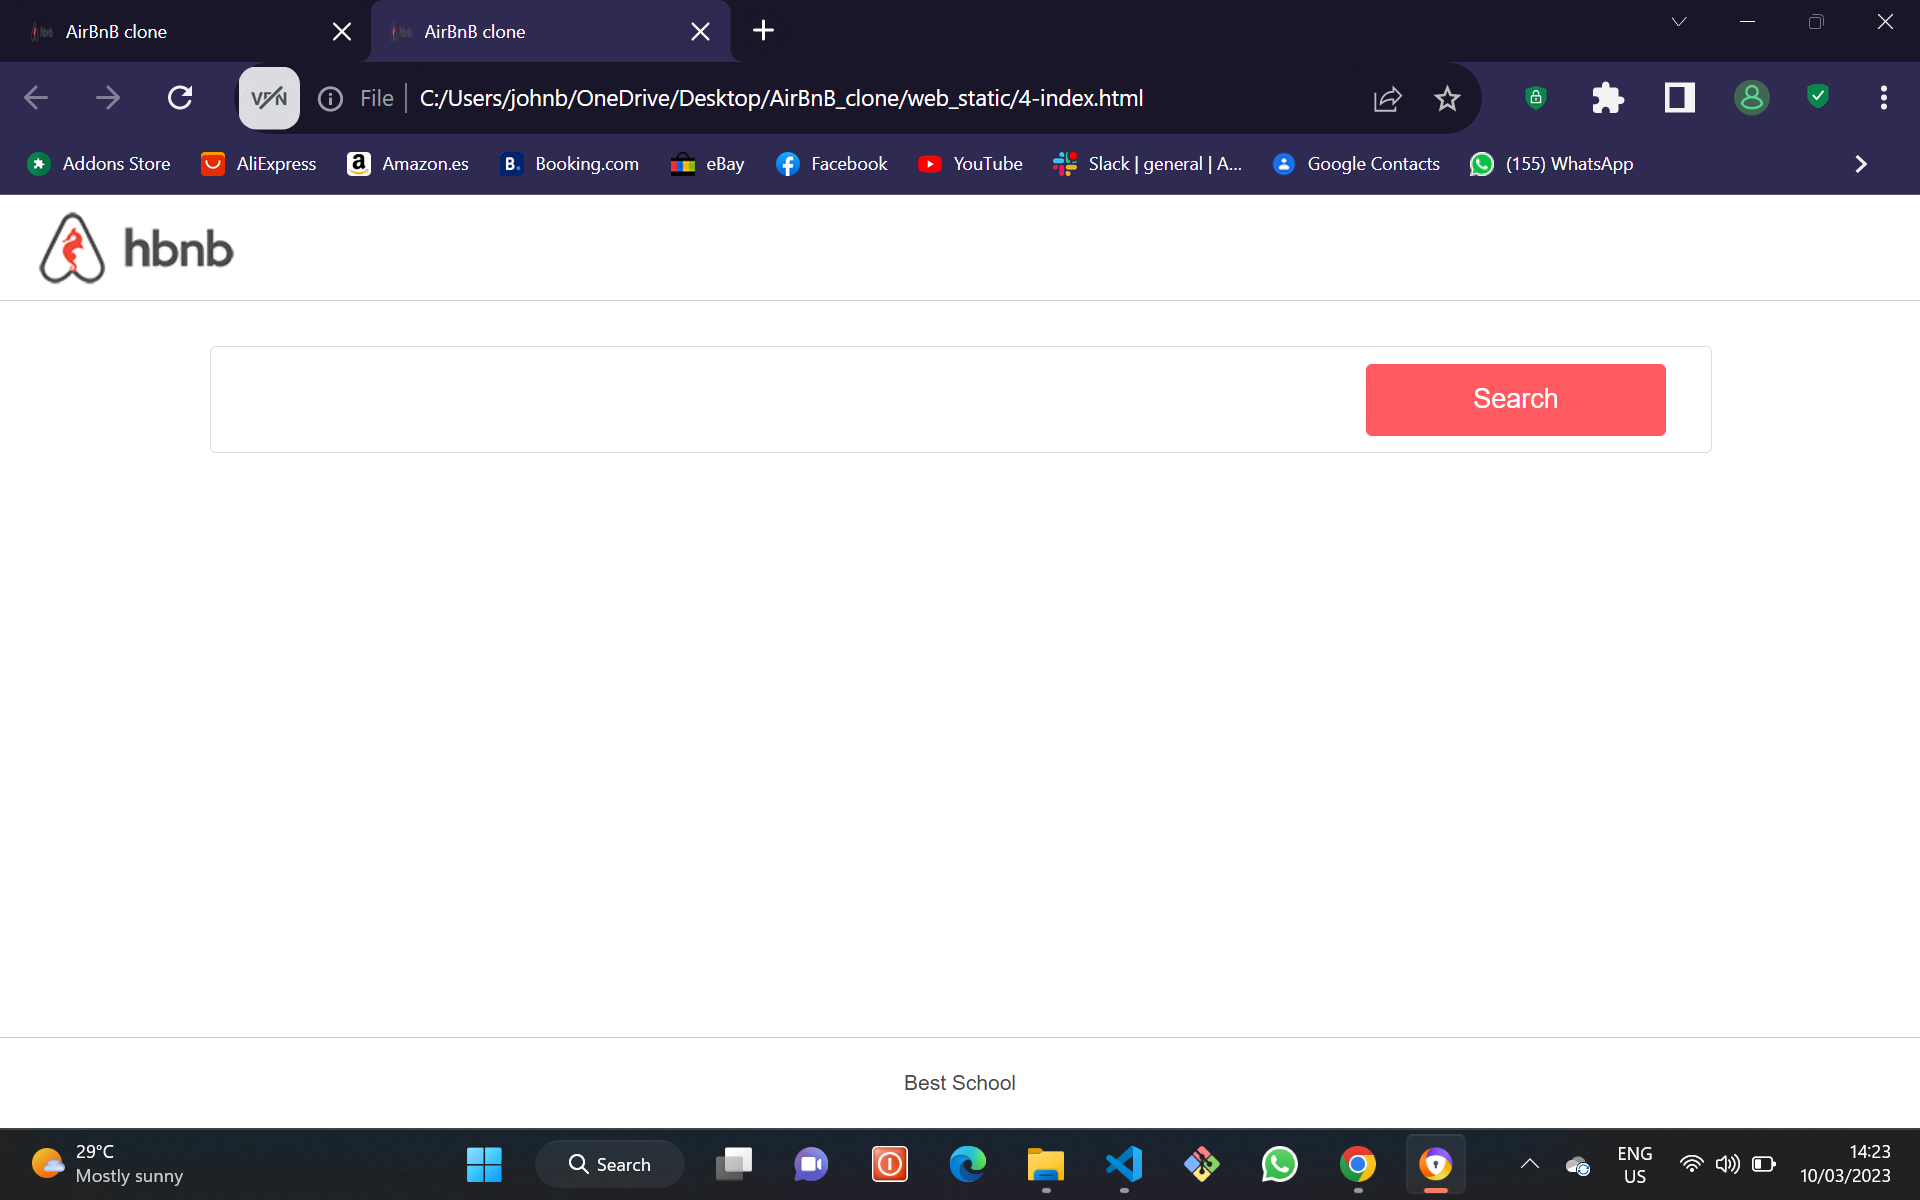 AirBnB clone
AirBnB clone
VPN
File
C:/Users/johnb/OneDrive/Desktop/AirBnB_clone/web_static/4-index.html
Addons Store
AliExpress
Amazon.es
Booking.com
eBay
Facebook
YouTube
Slack | general | A...
Google Contacts
(155) WhatsApp
hbnb
Search
Best School
29°C
Mostly sunny
Search
ENG
US
14:23
10/03/2023